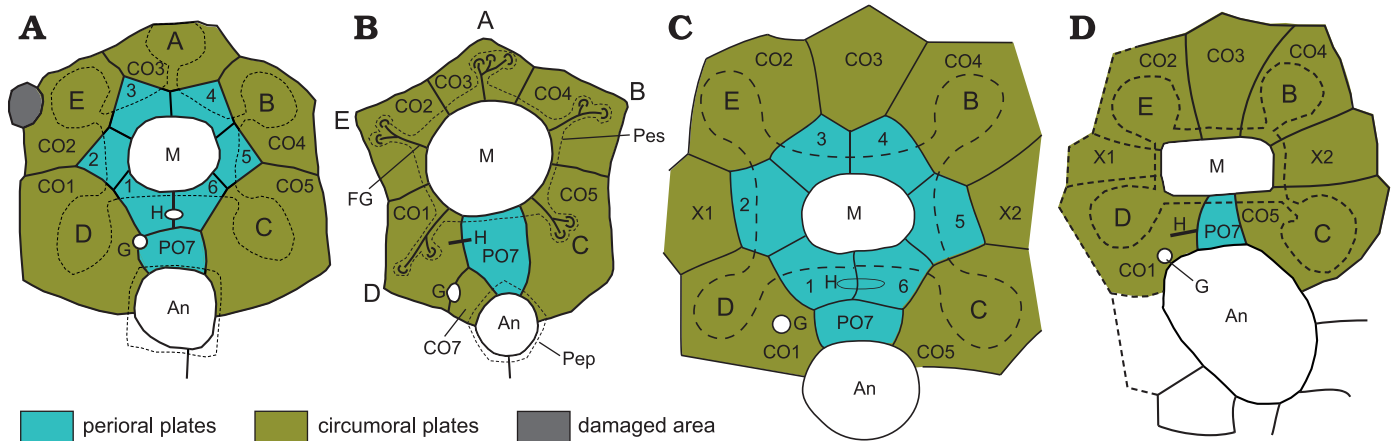 A
A
CO3
3
4
E
B
CO2
2
M
5
CO4
CO1
1
6
CO5
H
D
C
G
PO7
An
B
A
B
CO3
CO2
CO4
E
Pes
M
FG
CO5
CO1
H
C
PO7
D
G
An
CO7
Pep
C
CO2
CO3
CO4
E
B
3
4
X1
2
M
5
X2
1
H
6
D
C
G
PO7
CO1
CO5
An
D
CO2
CO3
CO4
E
B
X1
M
X2
D
H
CO5
PO7
C
CO1
G
An
perioral plates
circumoral plates
damaged area